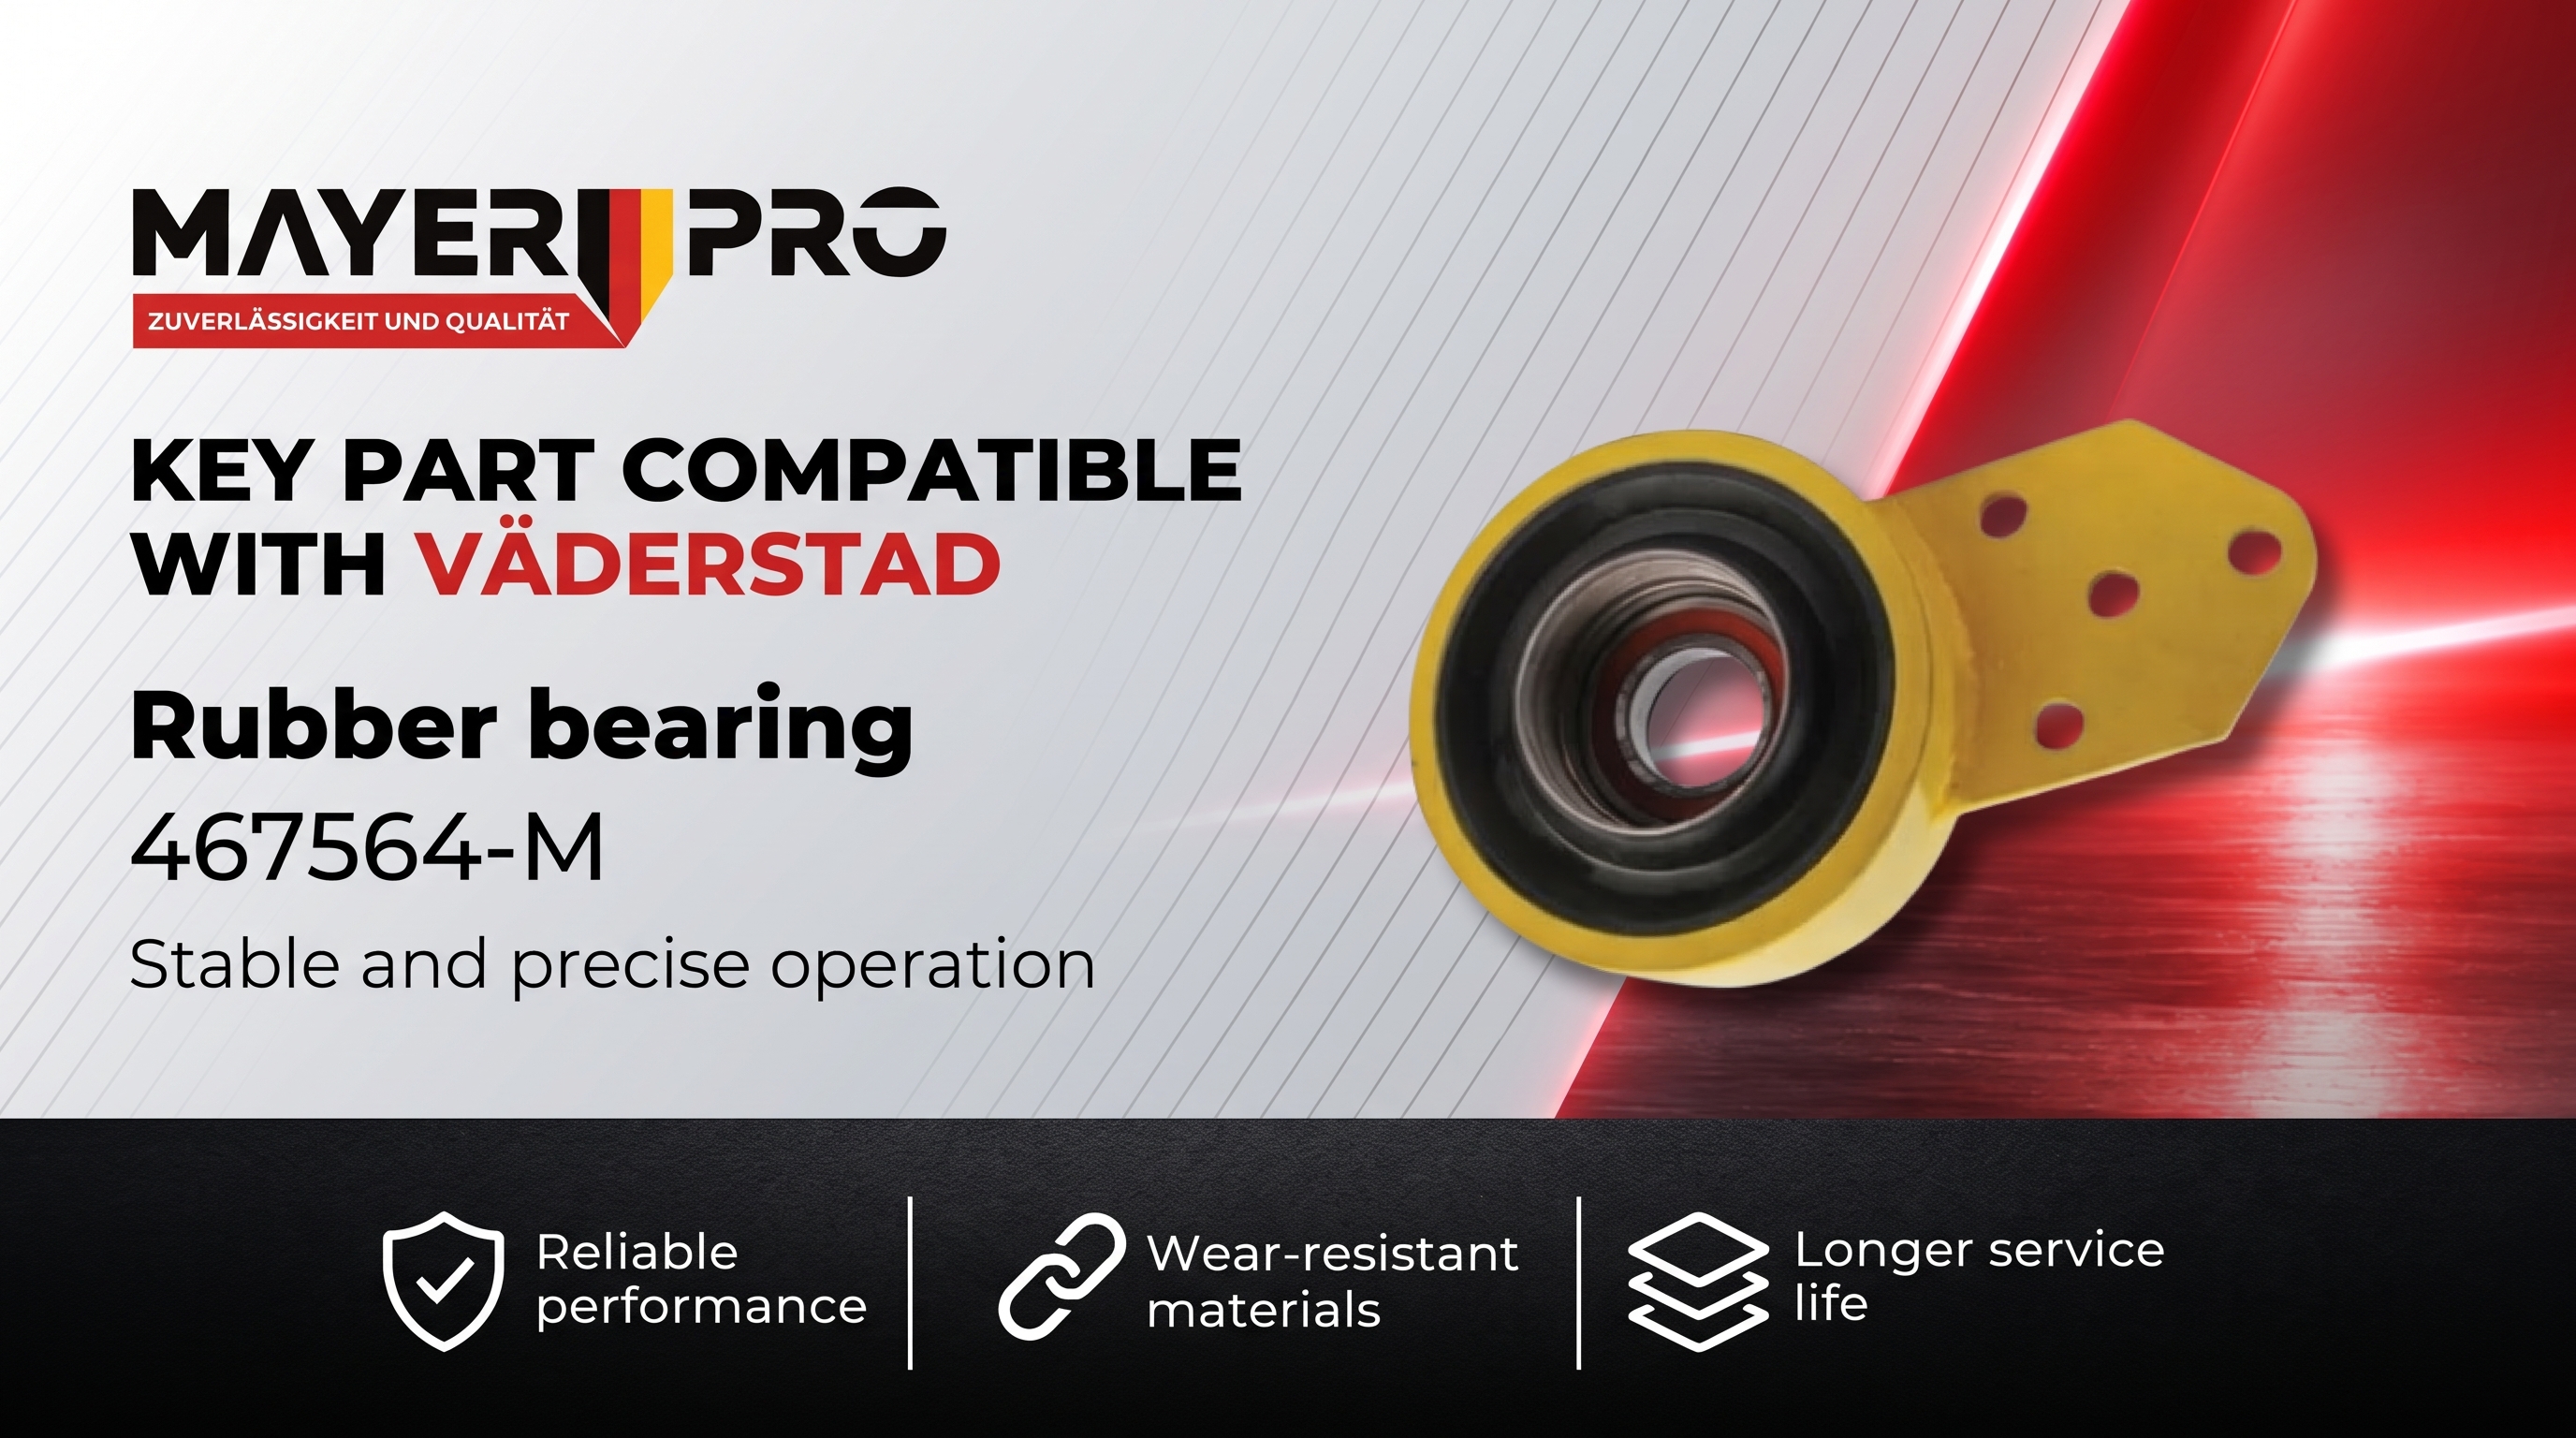 MAYER PRO
ZUVERLÄSSIGKEIT UND QUALITÄT
KEY PART COMPATIBLE
WITH VÄDERSTAD
Rubber bearing
467564-M
Stable and precise operation
Reliable
performance
Wear-resistant
materials
Longer service
life